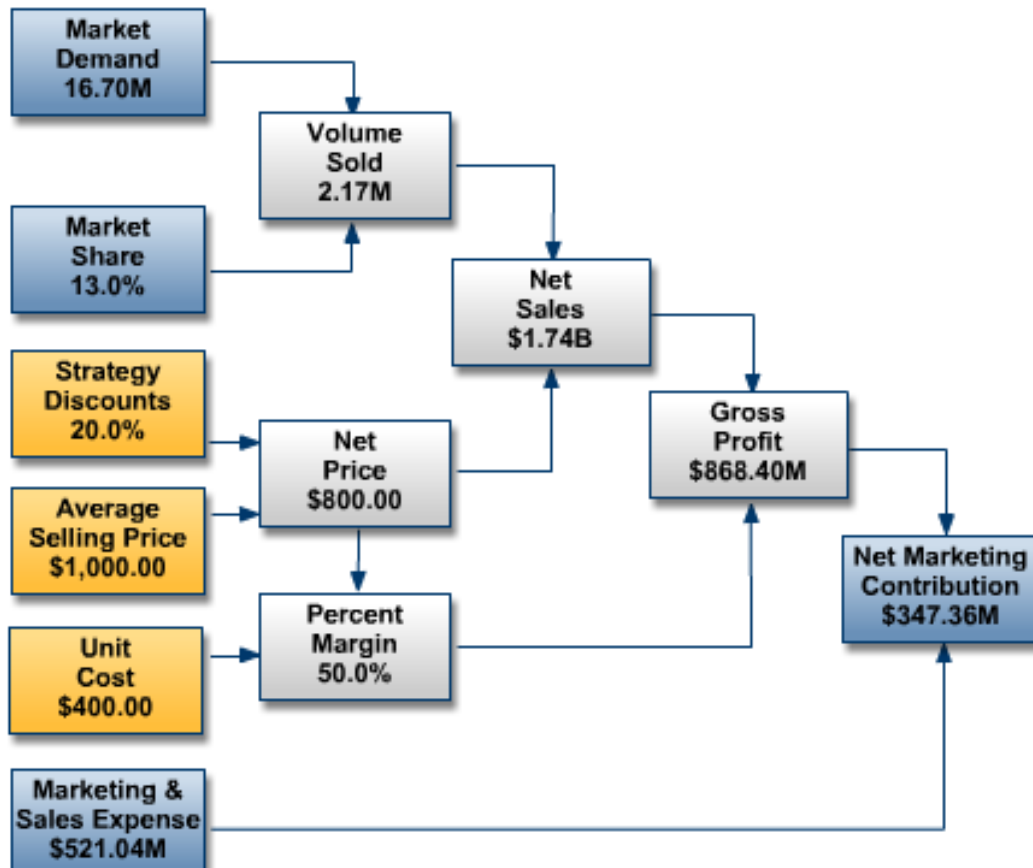 Market
Demand
16.70M
Volume
Sold
2.17M
Market
Share
13.0%
Net
Sales
$1.74B
Strategy
Discounts
20.0%
Net
Price
$800.00
Gross
Profit
$868.40M
Average
Selling Price
$1,000.00
Net Marketing
Contribution
$347.36M
Percent
Margin
50.0%
Unit
Cost
$400.00
Marketing &
Sales Expense
$521.04M